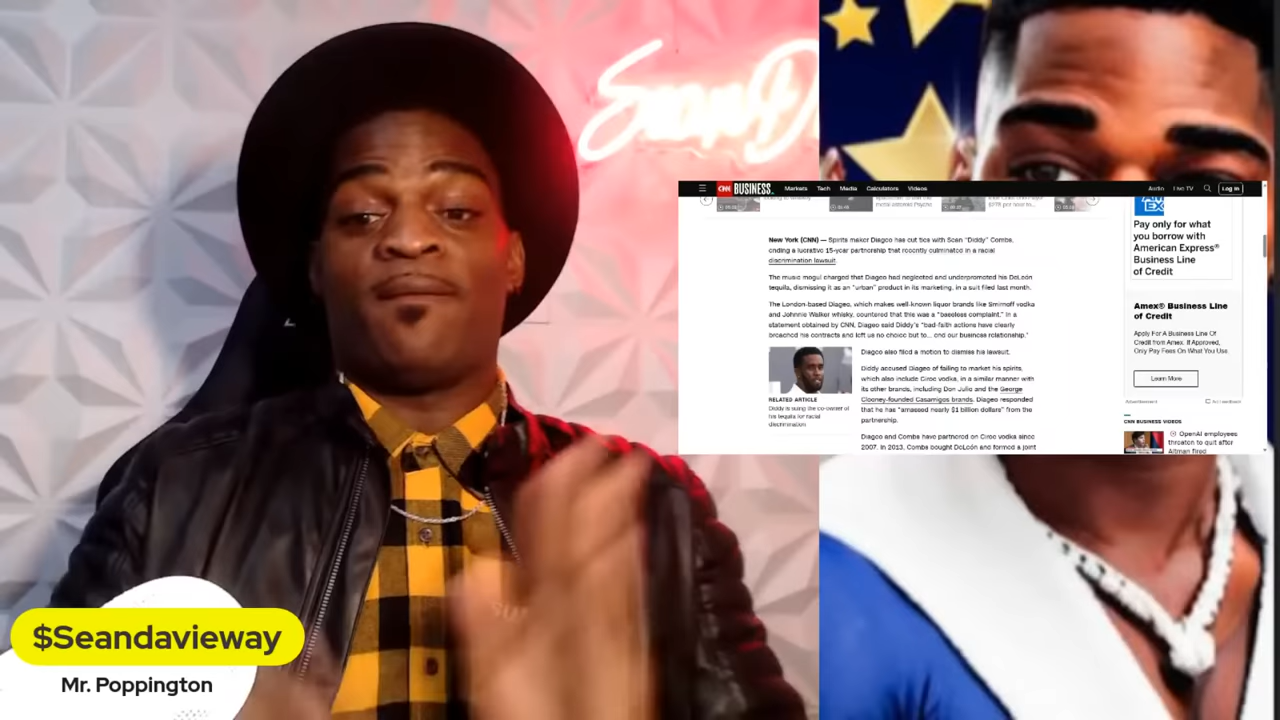 Sean D
CNN BUSINESS
Markets Tech Media Calculators Videos
Audio Live TV Log In
New York (CNN) — Spirits maker Diageo has cut ties with Sean "Diddy" Combs,
ending a lucrative 15-year partnership that recently culminated in a racial
discrimination lawsuit.
The music mogul charged that Diageo had neglected and underpromoted his DeLeón
tequila, dismissing it as an "urban" product in its marketing, in a suit filed last month.
The London-based Diageo, which makes well-known liquor brands like Smirnoff vodka
and Johnnie Walker whisky, countered that this was a "baseless complaint." In a
statement obtained by CNN, Diageo said Diddy's "bad-faith actions have clearly
breached his contracts and left us no choice but to... end our business relationship."
Diageo also filed a motion to dismiss his lawsuit.
RELATED ARTICLE
Diddy is suing the co-owner of
his tequila for racial
discrimination
Diddy accused Diageo of failing to market his spirits,
which also include Ciroc vodka, in a similar manner with
its other brands, including Don Julio and the George
Clooney-founded Casamigos brands. Diageo responded
that he has "amassed nearly $1 billion dollars" from the
partnership.
Diageo and Combs have partnered on Ciroc vodka since
2007. In 2013, Combs bought DeLeón and formed a joint
AM
EX
Pay only for what
you borrow with
American Express®
Business Line
of Credit
Amex® Business Line
of Credit
Apply For A Business Line Of
Credit from Amex. If Approved,
Only Pay Fees On What You Use
Learn More
Advertisement
Ad Feedback
CNN BUSINESS VIDEOS
OpenAI employees
threaten to quit after
Altman fired
$Seandavieway
Mr. Poppington